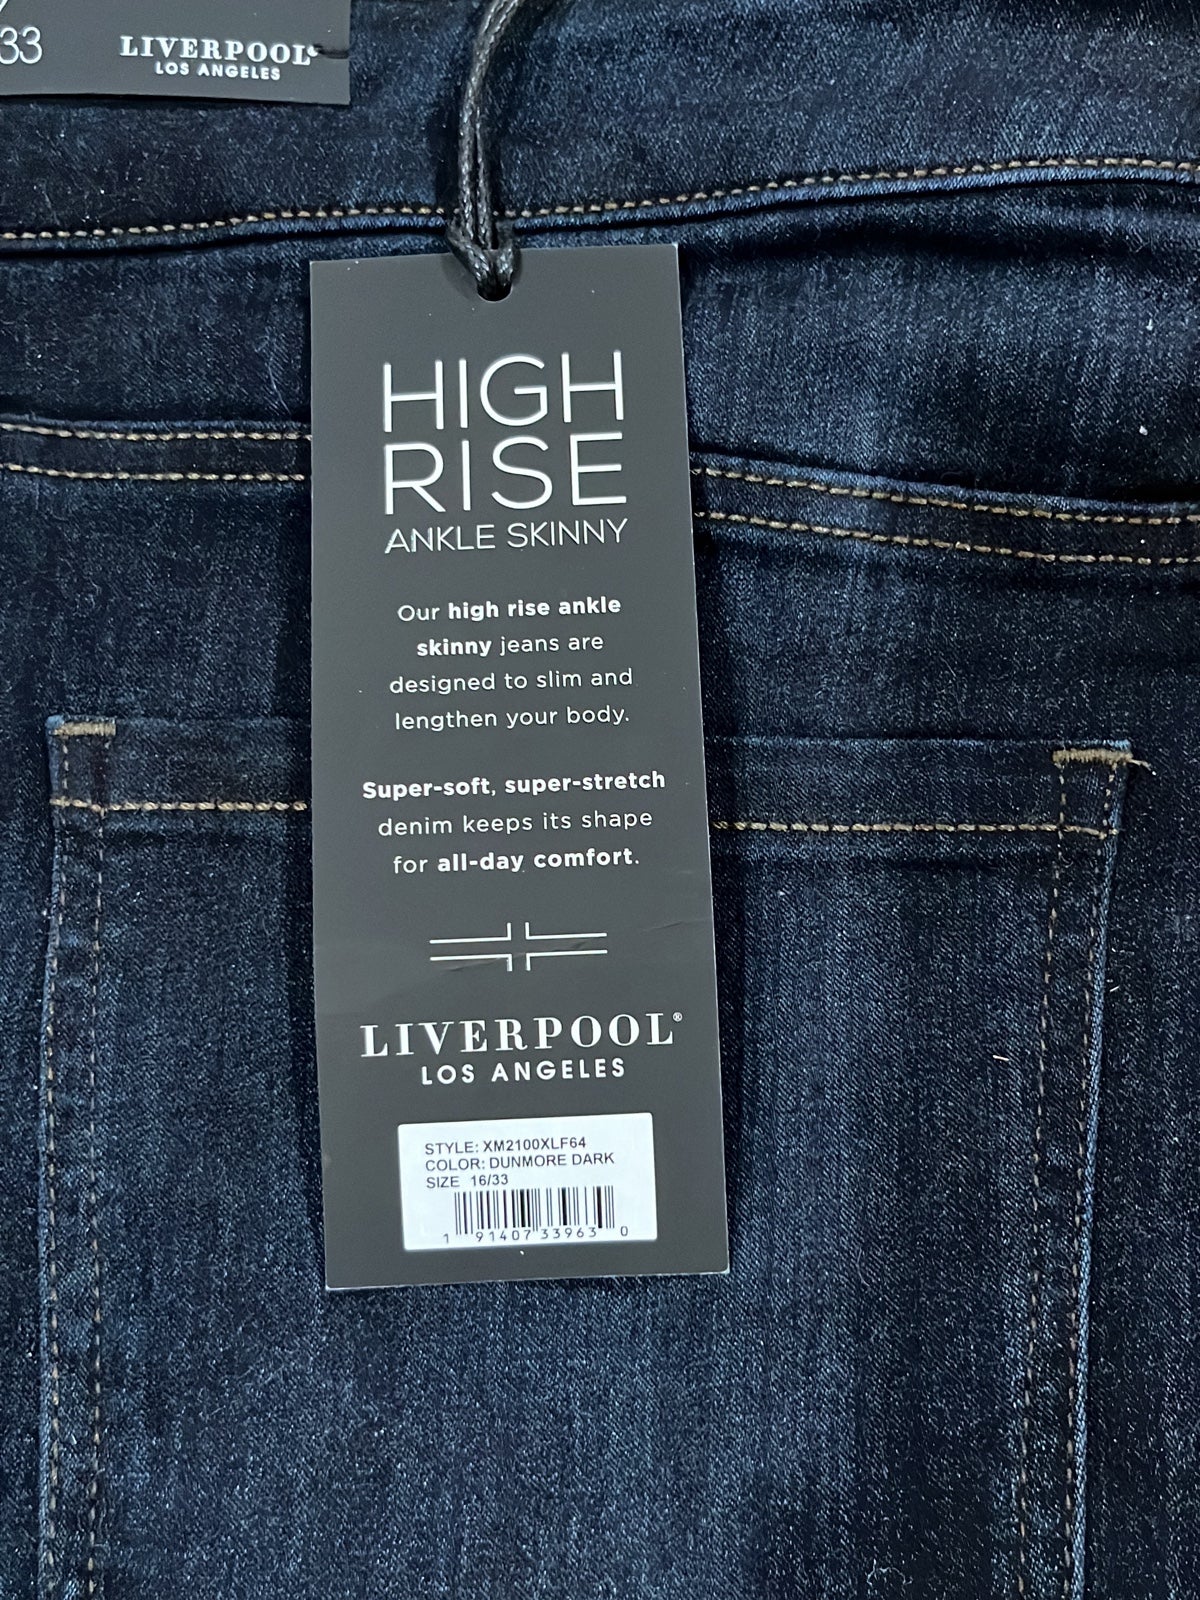 33
LIVERPOOL®
LOS ANGELES
HIGH
RISE
ANKLE SKINNY
Our high rise ankle
skinny jeans are
designed to slim and
lengthen your body.
Super-soft, super-stretch
denim keeps its shape
for all-day comfort.
LIVERPOOL®
LOS ANGELES
STYLE: XM2100XLF64
COLOR: DUNMORE DARK
SIZE 16/33
1 91407 33963 0